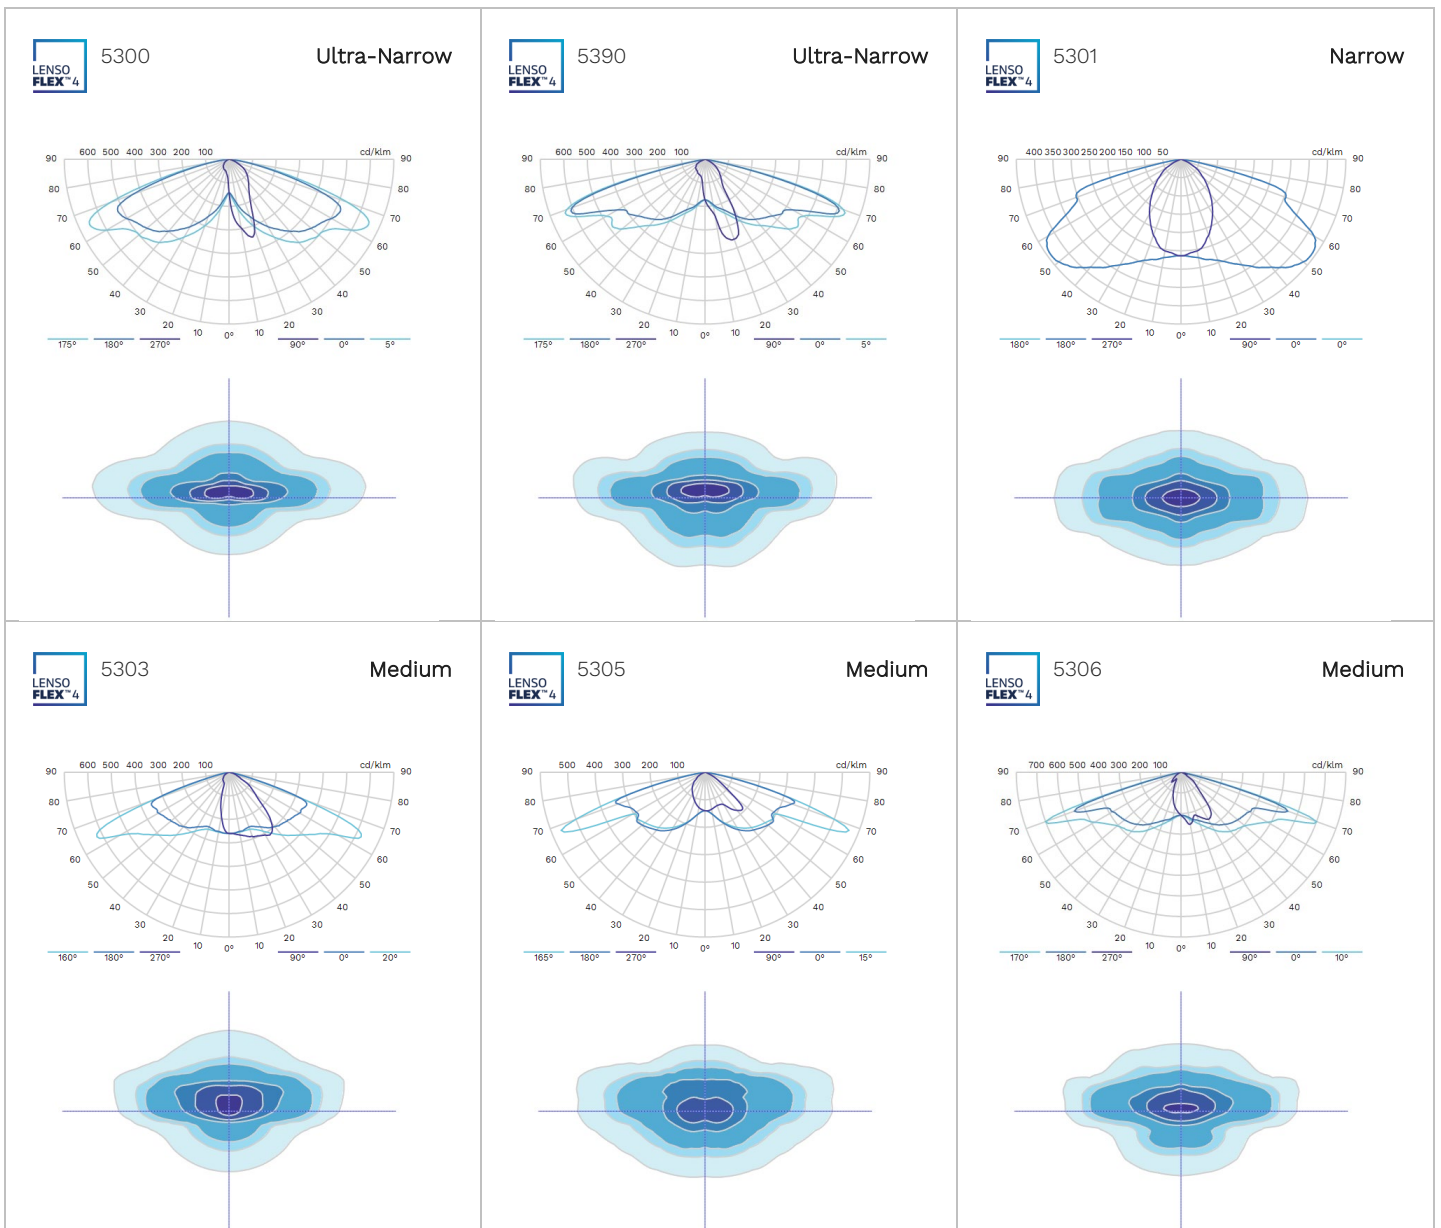 5300 Ultra-Narrow
LENSO
FLEX™4
600 500 400 300 200 100 cd/klm
90 90
80 80
70 70
60 60
50 50
40 40
30 30
20 20
10 0° 10
175° 180° 270° 90° 0° 5°
5390 Ultra-Narrow
LENSO
FLEX™4
600 500 400 300 200 100 cd/klm
90 90
80 80
70 70
60 60
50 50
40 40
30 30
20 20
10 0° 10
175° 180° 270° 90° 0° 5°
5301 Narrow
LENSO
FLEX™4
400 350 300 250 200 150 100 50 cd/klm
90 90
80 80
70 70
60 60
50 50
40 40
30 30
20 20
10 0° 10
180° 180° 270° 90° 0° 0°
5303 Medium
LENSO
FLEX™4
600 500 400 300 200 100 cd/klm
90 90
80 80
70 70
60 60
50 50
40 40
30 30
20 20
10 0° 10
160° 180° 270° 90° 0° 20°
5305 Medium
LENSO
FLEX™4
500 400 300 200 100 cd/klm
90 90
80 80
70 70
60 60
50 50
40 40
30 30
20 20
10 0° 10
165° 180° 270° 90° 0° 15°
5306 Medium
LENSO
FLEX™4
700 600 500 400 300 200 100 cd/klm
90 90
80 80
70 70
60 60
50 50
40 40
30 30
20 20
10 0° 10
170° 180° 270° 90° 0° 10°